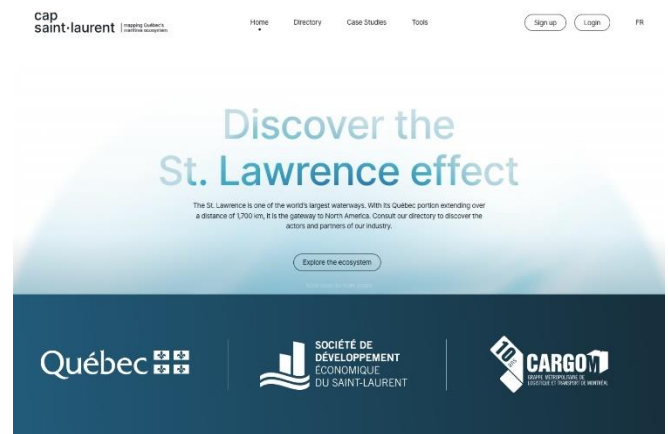 cap
saint·laurent
mapping Québec's
maritime ecosystem
Home
Directory
Case Studies
Tools
Sign up
Login
FR
Discover the
St. Lawrence effect
The St. Lawrence is one of the world's largest waterways. With its Québec portion extending over
a distance of 1,700 km, it is the gateway to North America. Consult our directory to discover the
actors and partners of our industry.
Explore the ecosystem
Québec
SOCIÉTÉ DE
DÉVELOPPEMENT
ÉCONOMIQUE
DU SAINT-LAURENT
10 ans
CARGOM
GRAPPE MÉTROPOLITAINE DE
LOGISTIQUE ET TRANSPORT DE MONTRÉAL